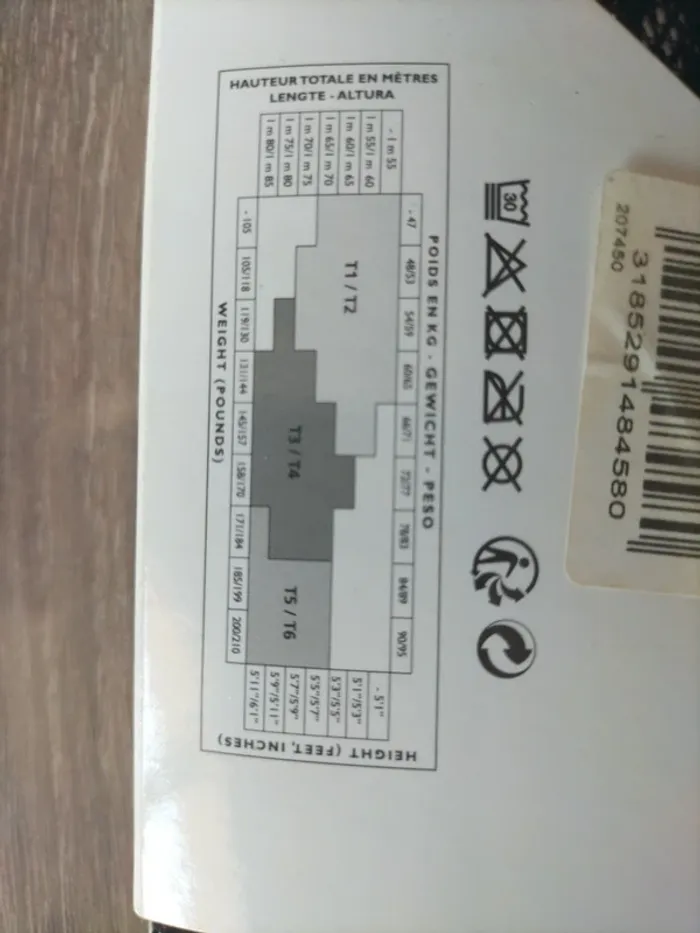 HAUTEUR TOTALE EN MÈTRES
LENGTE - ALTURA
- 1 m 55
1 m 55/1 m 60
1 m 60/1 m 65
1 m 65/1 m 70
1 m 70/1 m 75
1 m 75/1 m 80
1 m 80/1 m 85
POIDS EN KG - GEWICHT - PESO
- 47
48/53
54/59
60/65
66/71
72/77
78/83
84/89
90/95
T1 / T2
T3 / T4
T5 / T6
- 105
105/118
119/130
131/144
145/157
158/170
171/184
185/199
200/210
WEIGHT (POUNDS)
- 5'1"
5'1"/5'3"
5'3"/5'5"
5'5"/5'7"
5'7"/5'9"
5'9"/5'11"
5'11"/6'1"
HEIGHT (FEET, INCHES)
30
3185291484580
207450